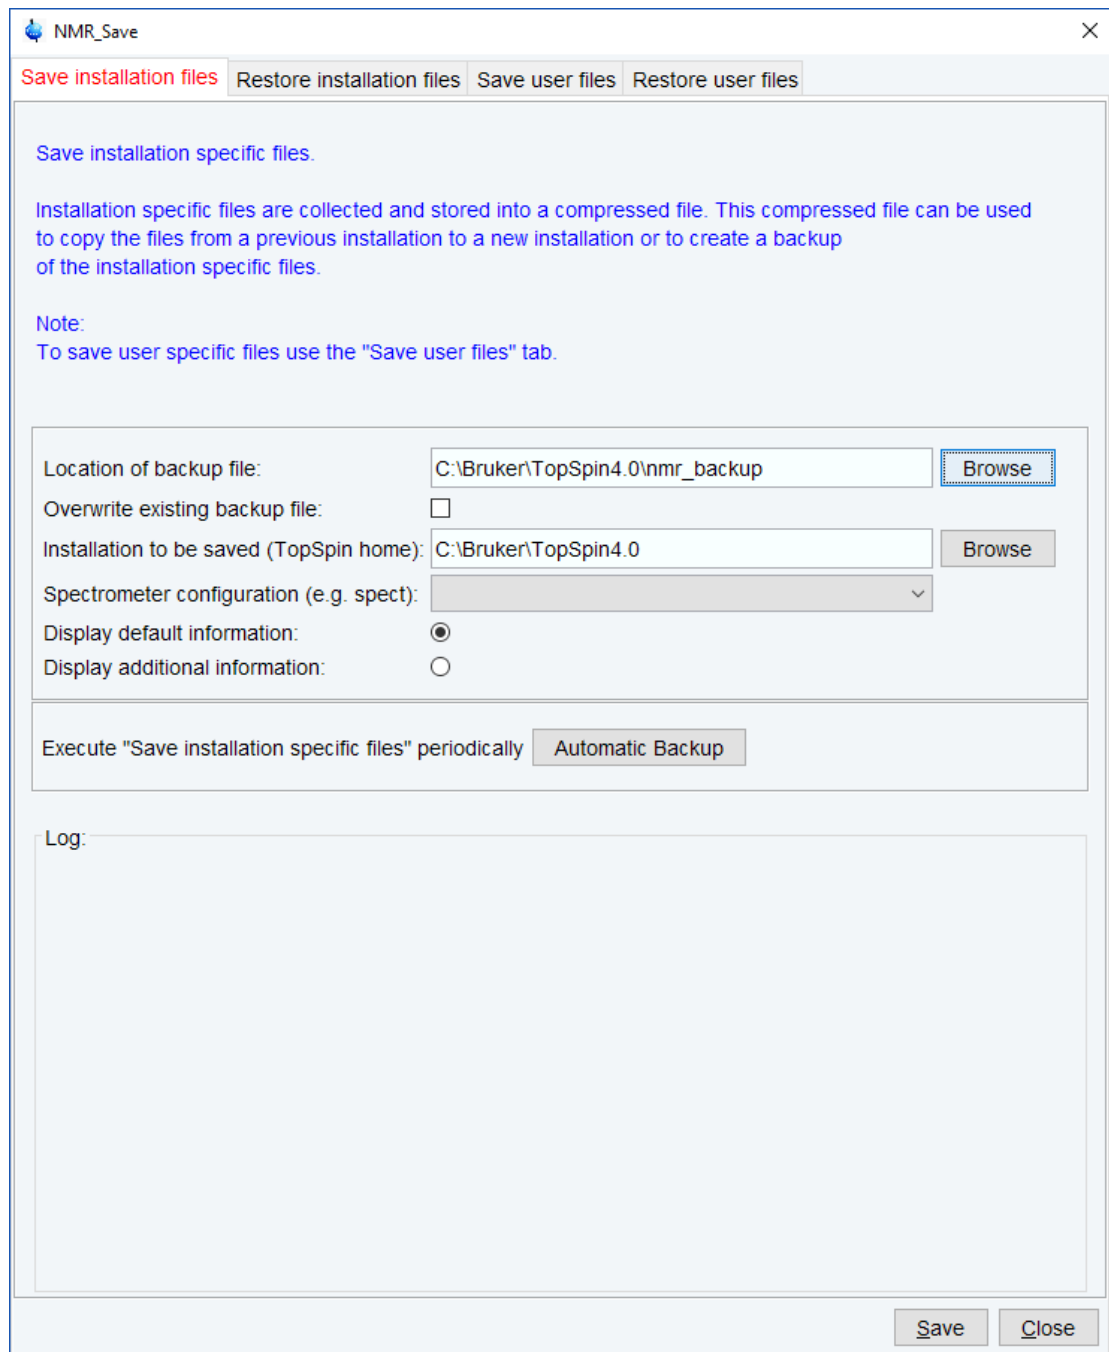 NMR_Save
Save installation files Restore installation files Save user files Restore user files
Save installation specific files.
Installation specific files are collected and stored into a compressed file. This compressed file can be used
to copy the files from a previous installation to a new installation or to create a backup
of the installation specific files.
Note:
To save user specific files use the "Save user files" tab.
Location of backup file: C:\Bruker\TopSpin4.0\nmr_backup Browse
Overwrite existing backup file:
Installation to be saved (TopSpin home): C:\Bruker\TopSpin4.0 Browse
Spectrometer configuration (e.g. spect):
Display default information:
Display additional information:
Execute "Save installation specific files" periodically Automatic Backup
Log:
Save Close